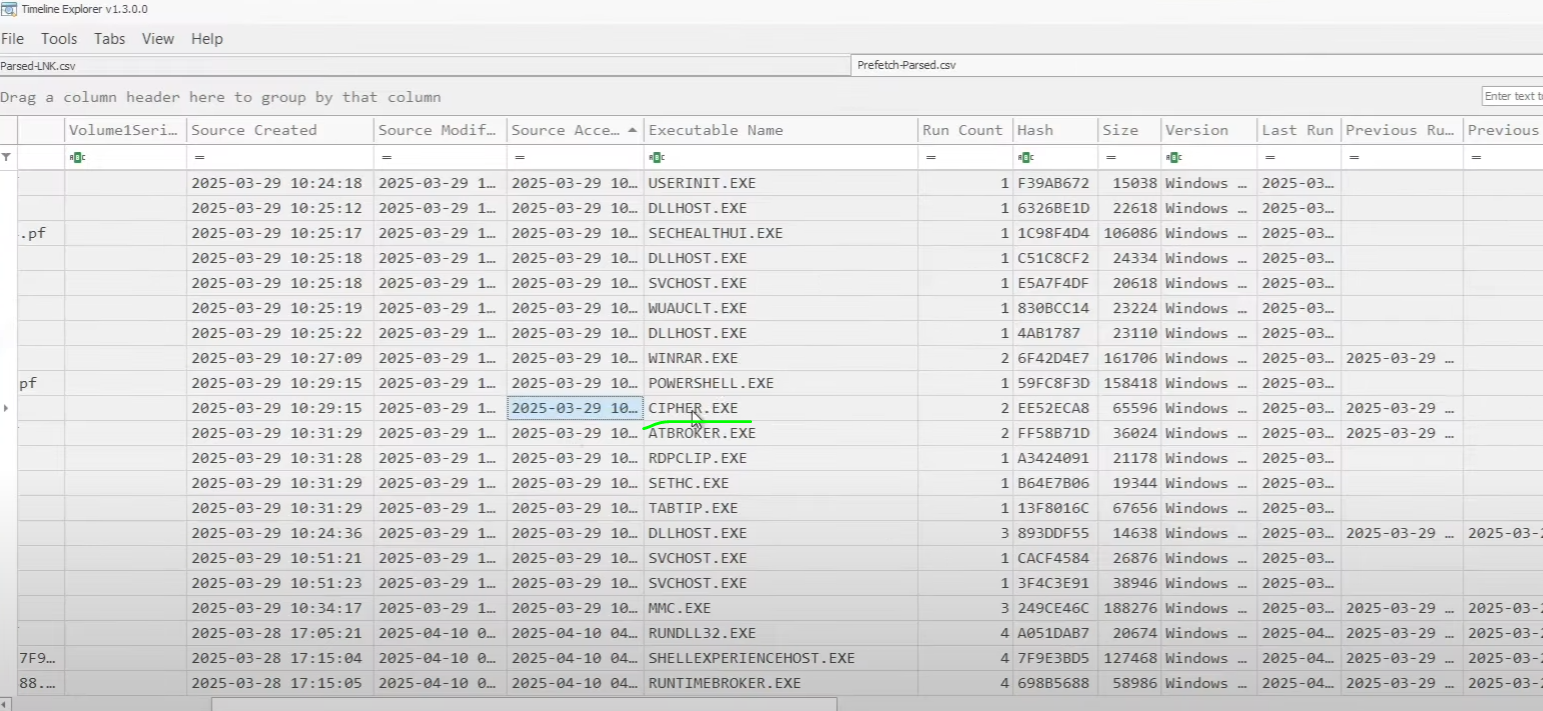 Timeline Explorer v1.3.0.0
File Tools Tabs View Help
Parsed-LNK.csv Prefetch-Parsed.csv
Drag a column header here to group by that column Enter text t
Volume1Seri… Source Created Source Modif… Source Acce… Executable Name Run Count Hash Size Version Last Run Previous Ru… Previous
= = = = = = = =
2025-03-29 10:24:18 2025-03-29 1… 2025-03-29 10… USERINIT.EXE 1 F39AB672 15038 Windows … 2025-03…
2025-03-29 10:25:12 2025-03-29 1… 2025-03-29 10… DLLHOST.EXE 1 6326BE1D 22618 Windows … 2025-03…
.pf 2025-03-29 10:25:17 2025-03-29 1… 2025-03-29 10… SECHEALTHUI.EXE 1 1C98F4D4 106086 Windows … 2025-03…
2025-03-29 10:25:18 2025-03-29 1… 2025-03-29 10… DLLHOST.EXE 1 C51C8CF2 24334 Windows … 2025-03…
2025-03-29 10:25:18 2025-03-29 1… 2025-03-29 10… SVCHOST.EXE 1 E5A7F4DF 20618 Windows … 2025-03…
2025-03-29 10:25:19 2025-03-29 1… 2025-03-29 10… WUAUCLT.EXE 1 830BCC14 23224 Windows … 2025-03…
2025-03-29 10:25:22 2025-03-29 1… 2025-03-29 10… DLLHOST.EXE 1 4AB1787 23110 Windows … 2025-03…
2025-03-29 10:27:09 2025-03-29 1… 2025-03-29 10… WINRAR.EXE 2 6F42D4E7 161706 Windows … 2025-03… 2025-03-29 …
pf 2025-03-29 10:29:15 2025-03-29 1… 2025-03-29 10… POWERSHELL.EXE 1 59FC8F3D 158418 Windows … 2025-03…
2025-03-29 10:29:15 2025-03-29 1… 2025-03-29 10… CIPHER.EXE 2 EE52ECA8 65596 Windows … 2025-03… 2025-03-29 …
2025-03-29 10:31:29 2025-03-29 1… 2025-03-29 10… ATBROKER.EXE 2 FF58B71D 36024 Windows … 2025-03… 2025-03-29 …
2025-03-29 10:31:28 2025-03-29 1… 2025-03-29 10… RDPCLIP.EXE 1 A3424091 21178 Windows … 2025-03…
2025-03-29 10:31:29 2025-03-29 1… 2025-03-29 10… SETHC.EXE 1 B64E7B06 19344 Windows … 2025-03…
2025-03-29 10:31:29 2025-03-29 1… 2025-03-29 10… TABTIP.EXE 1 13F8016C 67656 Windows … 2025-03…
2025-03-29 10:24:36 2025-03-29 1… 2025-03-29 10… DLLHOST.EXE 3 893DDF55 14638 Windows … 2025-03… 2025-03-29 … 2025-03-2
2025-03-29 10:51:21 2025-03-29 1… 2025-03-29 10… SVCHOST.EXE 1 CACF4584 26876 Windows … 2025-03…
2025-03-29 10:51:23 2025-03-29 1… 2025-03-29 10… SVCHOST.EXE 1 3F4C3E91 38946 Windows … 2025-03…
2025-03-29 10:34:17 2025-03-29 1… 2025-03-29 10… MMC.EXE 3 249CE46C 188276 Windows … 2025-03… 2025-03-29 … 2025-03-2
2025-03-28 17:05:21 2025-04-10 0… 2025-04-10 04… RUNDLL32.EXE 4 A051DAB7 20674 Windows … 2025-04… 2025-03-29 … 2025-03-2
7F9… 2025-03-28 17:15:04 2025-04-10 0… 2025-04-10 04… SHELLEXPERIENCEHOST.EXE 4 7F9E3BD5 127468 Windows … 2025-04… 2025-03-29 … 2025-03-2
88.… 2025-03-28 17:15:05 2025-04-10 0… 2025-04-10 04… RUNTIMEBROKER.EXE 4 698B5688 58986 Windows … 2025-04… 2025-03-29 … 2025-03-2